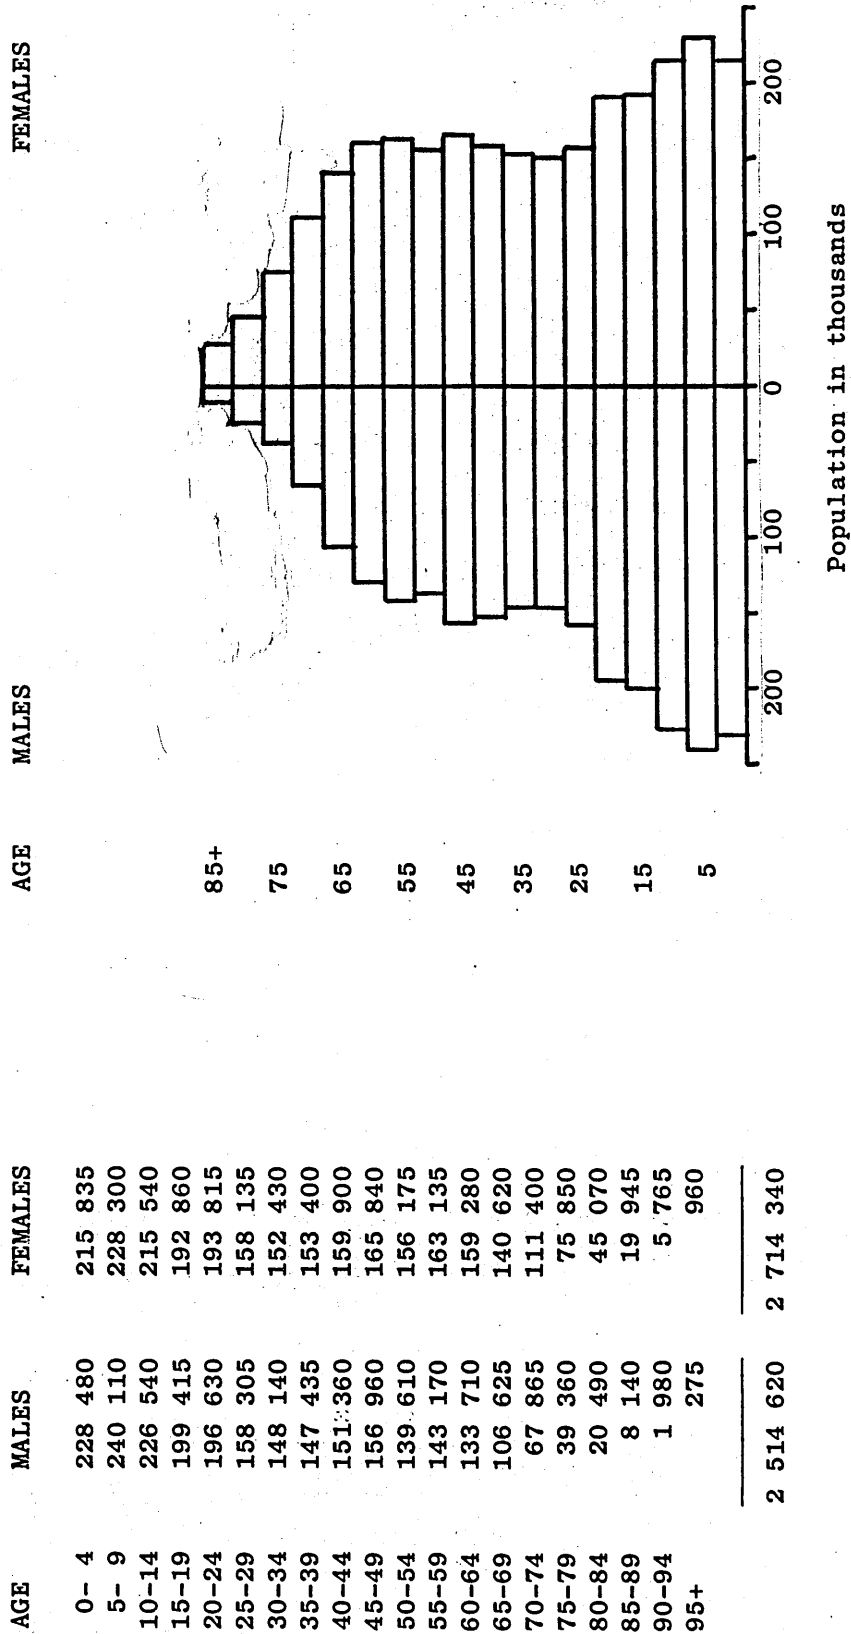 AGE MALES FEMALES
0- 4 228 480 215 835
5- 9 240 110 228 300
10-14 226 540 215 540
15-19 199 415 192 860
20-24 196 630 193 815
25-29 158 305 158 135
30-34 148 140 152 430
35-39 147 435 153 400
40-44 151 360 159 900
45-49 156 960 165 840
50-54 139 610 156 175
55-59 143 170 163 135
60-64 133 710 159 280
65-69 106 625 140 620
70-74 67 865 111 400
75-79 39 360 75 850
80-84 20 490 45 070
85-89 8 140 19 945
90-94 1 980 5 765
95+ 275 960
2 514 620 2 714 340
AGE MALES FEMALES
85+
75
65
55
45
35
25
15
5
200 100 0 100 200
Population in thousands